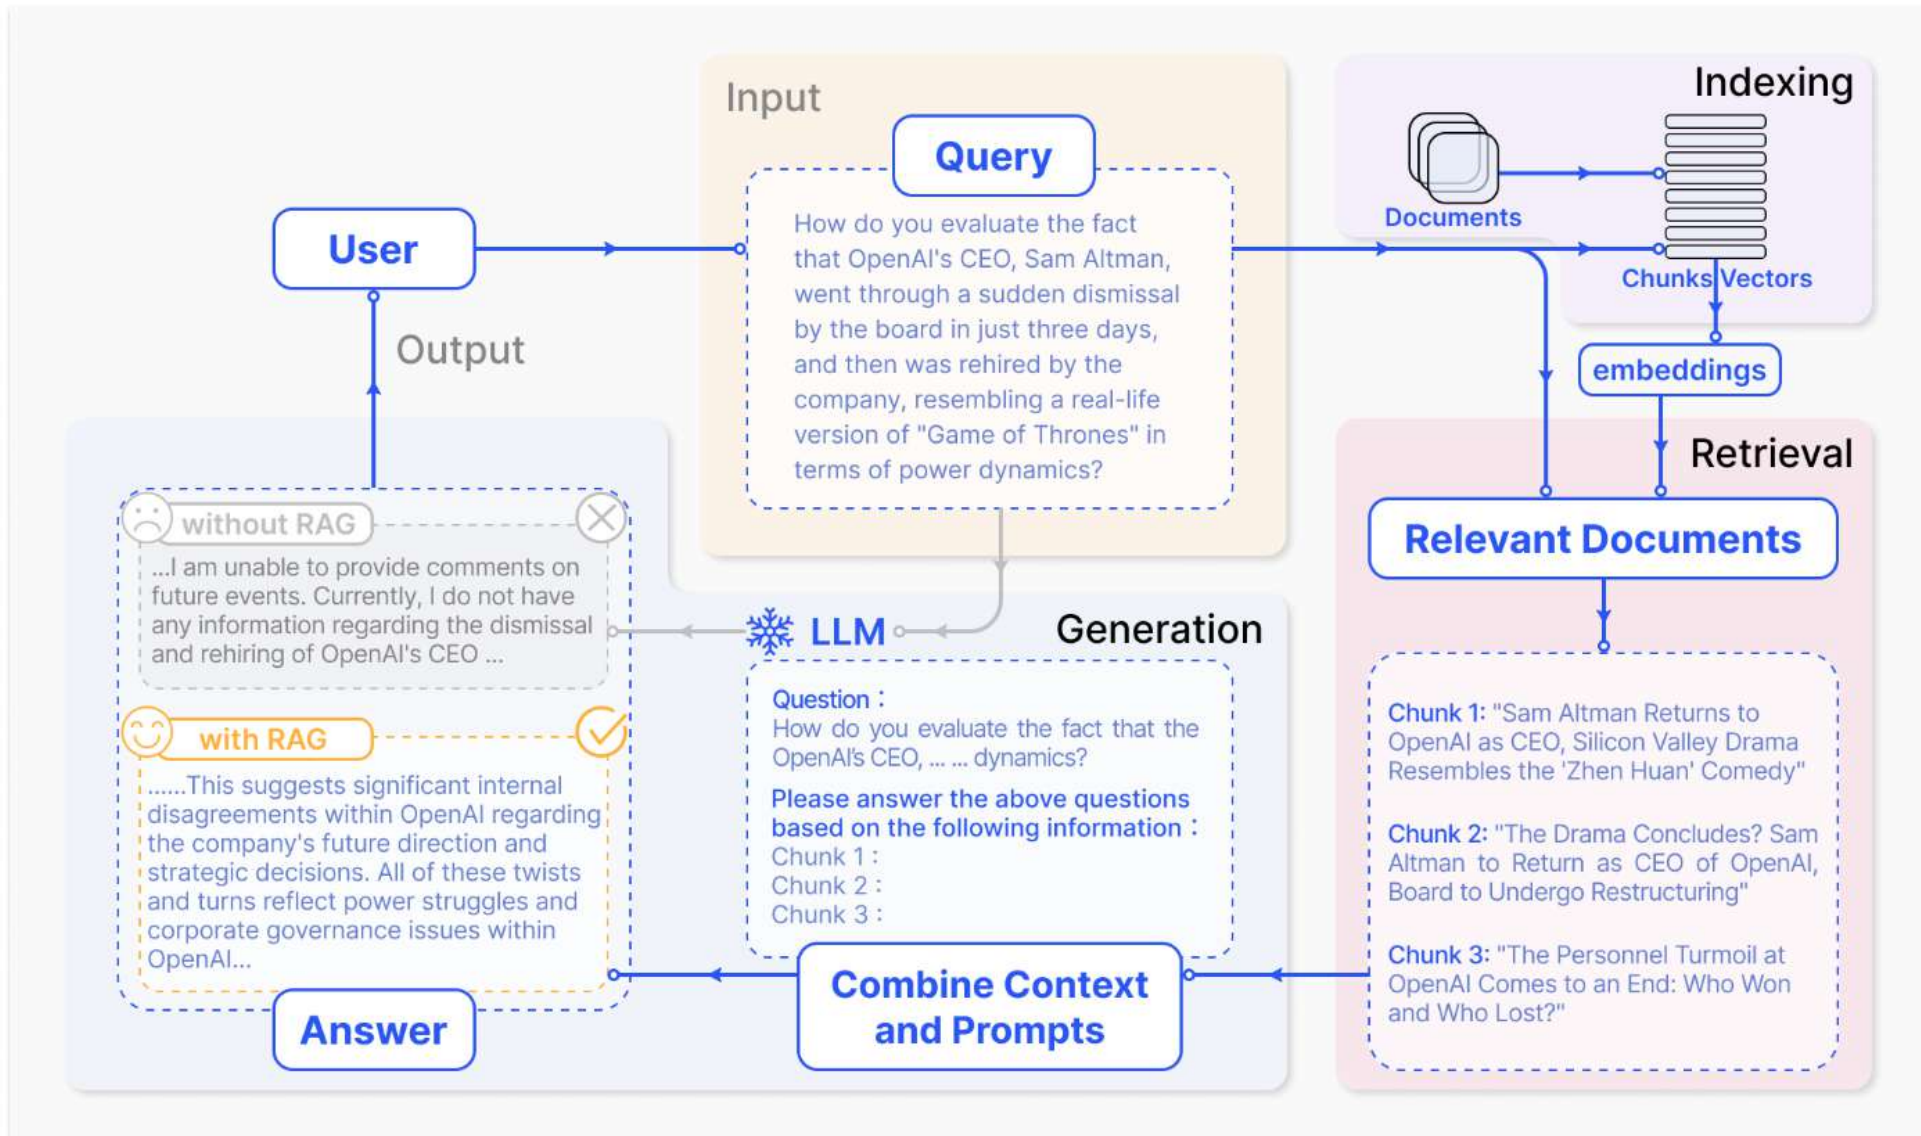 Input
Query
How do you evaluate the fact
that OpenAI's CEO, Sam Altman,
went through a sudden dismissal
by the board in just three days,
and then was rehired by the
company, resembling a real-life
version of "Game of Thrones" in
terms of power dynamics?
Indexing
Documents
Chunks Vectors
embeddings
User
Output
Retrieval
Relevant Documents
Chunk 1: "Sam Altman Returns to
OpenAI as CEO, Silicon Valley Drama
Resembles the 'Zhen Huan' Comedy"
Chunk 2: "The Drama Concludes? Sam
Altman to Return as CEO of OpenAI,
Board to Undergo Restructuring"
Chunk 3: "The Personnel Turmoil at
OpenAI Comes to an End: Who Won
and Who Lost?"
LLM
Generation
Question：
How do you evaluate the fact that the
OpenAI's CEO, ... ... dynamics?
Please answer the above questions
based on the following information：
Chunk 1 :
Chunk 2 :
Chunk 3 :
Combine Context
and Prompts
without RAG
...I am unable to provide comments on
future events. Currently, I do not have
any information regarding the dismissal
and rehiring of OpenAI's CEO ...
with RAG
......This suggests significant internal
disagreements within OpenAI regarding
the company's future direction and
strategic decisions. All of these twists
and turns reflect power struggles and
corporate governance issues within
OpenAI...
Answer